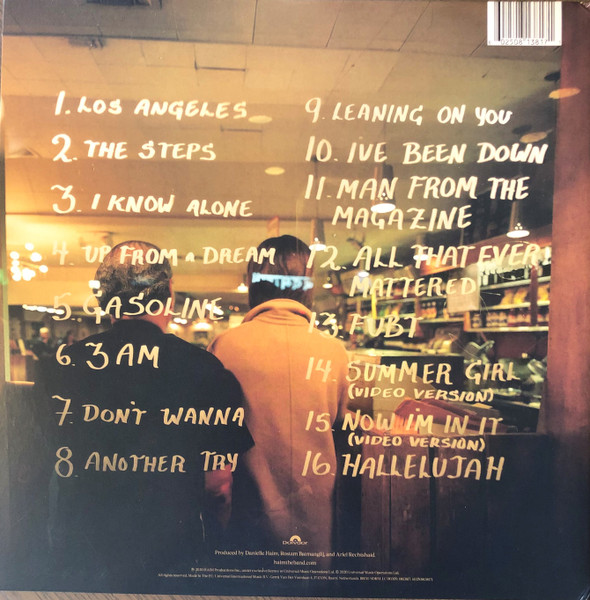 1. LOS ANGELES
2. THE STEPS
3. I KNOW ALONE
4. UP FROM A DREAM
5. GASOLINE
6. 3 AM
7. DON'T WANNA
8. ANOTHER TRY
9. LEANING ON YOU
10. I'VE BEEN DOWN
11. MAN FROM THE
MAGAZINE
12. ALL THAT EVER
MATTERED
13. FUBT
14. SUMMER GIRL
(VIDEO VERSION)
15. NOW I'M IN IT
(VIDEO VERSION)
16. HALLELUJAH
Polydor
Produced by Danielle Haim, Rostam Batmanglij, and Ariel Rechtshaid.
haimtheband.com